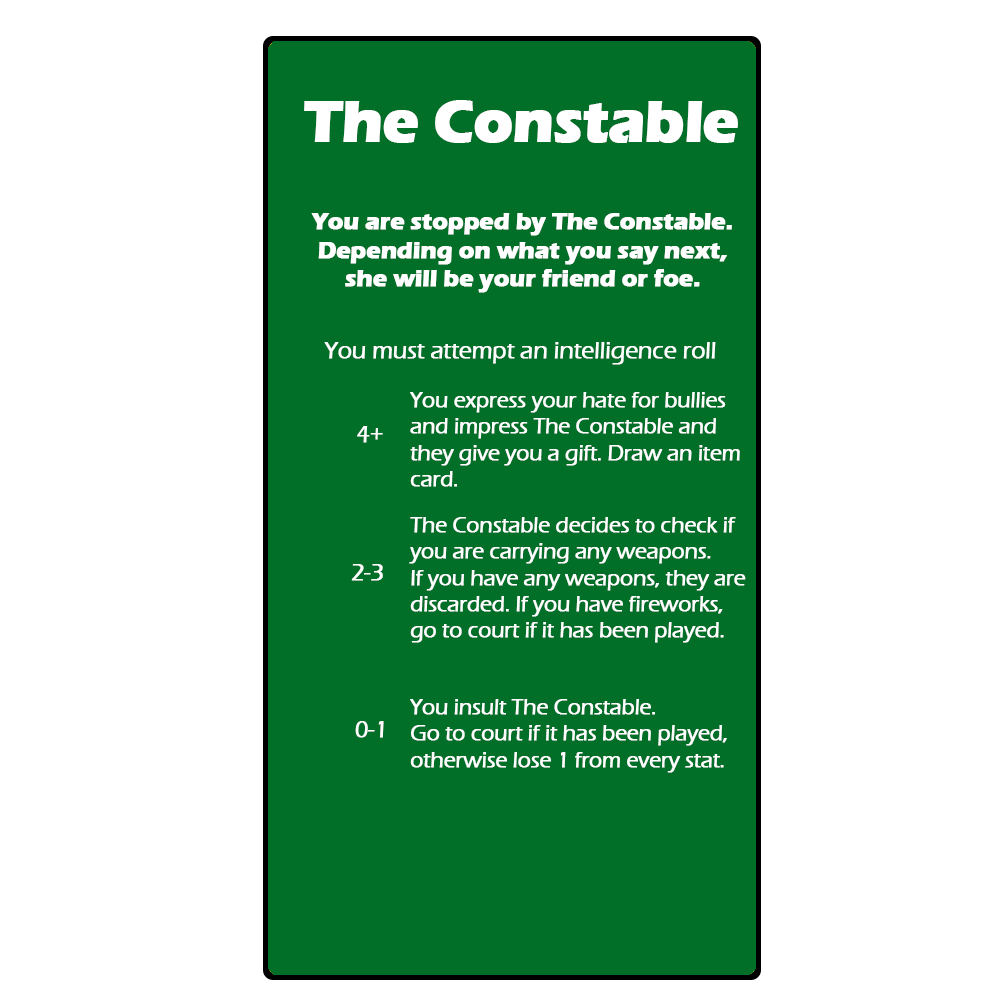 The Constable
You are stopped by The Constable.
Depending on what you say next,
she will be your friend or foe.
You must attempt an intelligence roll
4+
You express your hate for bullies
and impress The Constable and
they give you a gift. Draw an item
card.
2-3
The Constable decides to check if
you are carrying any weapons.
If you have any weapons, they are
discarded. If you have fireworks,
go to court if it has been played.
0-1
You insult The Constable.
Go to court if it has been played,
otherwise lose 1 from every stat.